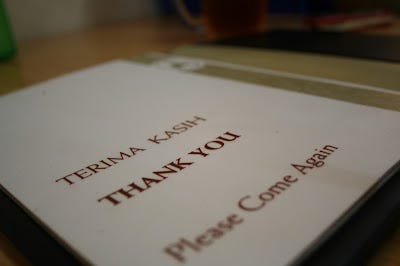 TERIMA KASIH
THANK YOU
Please Come Again